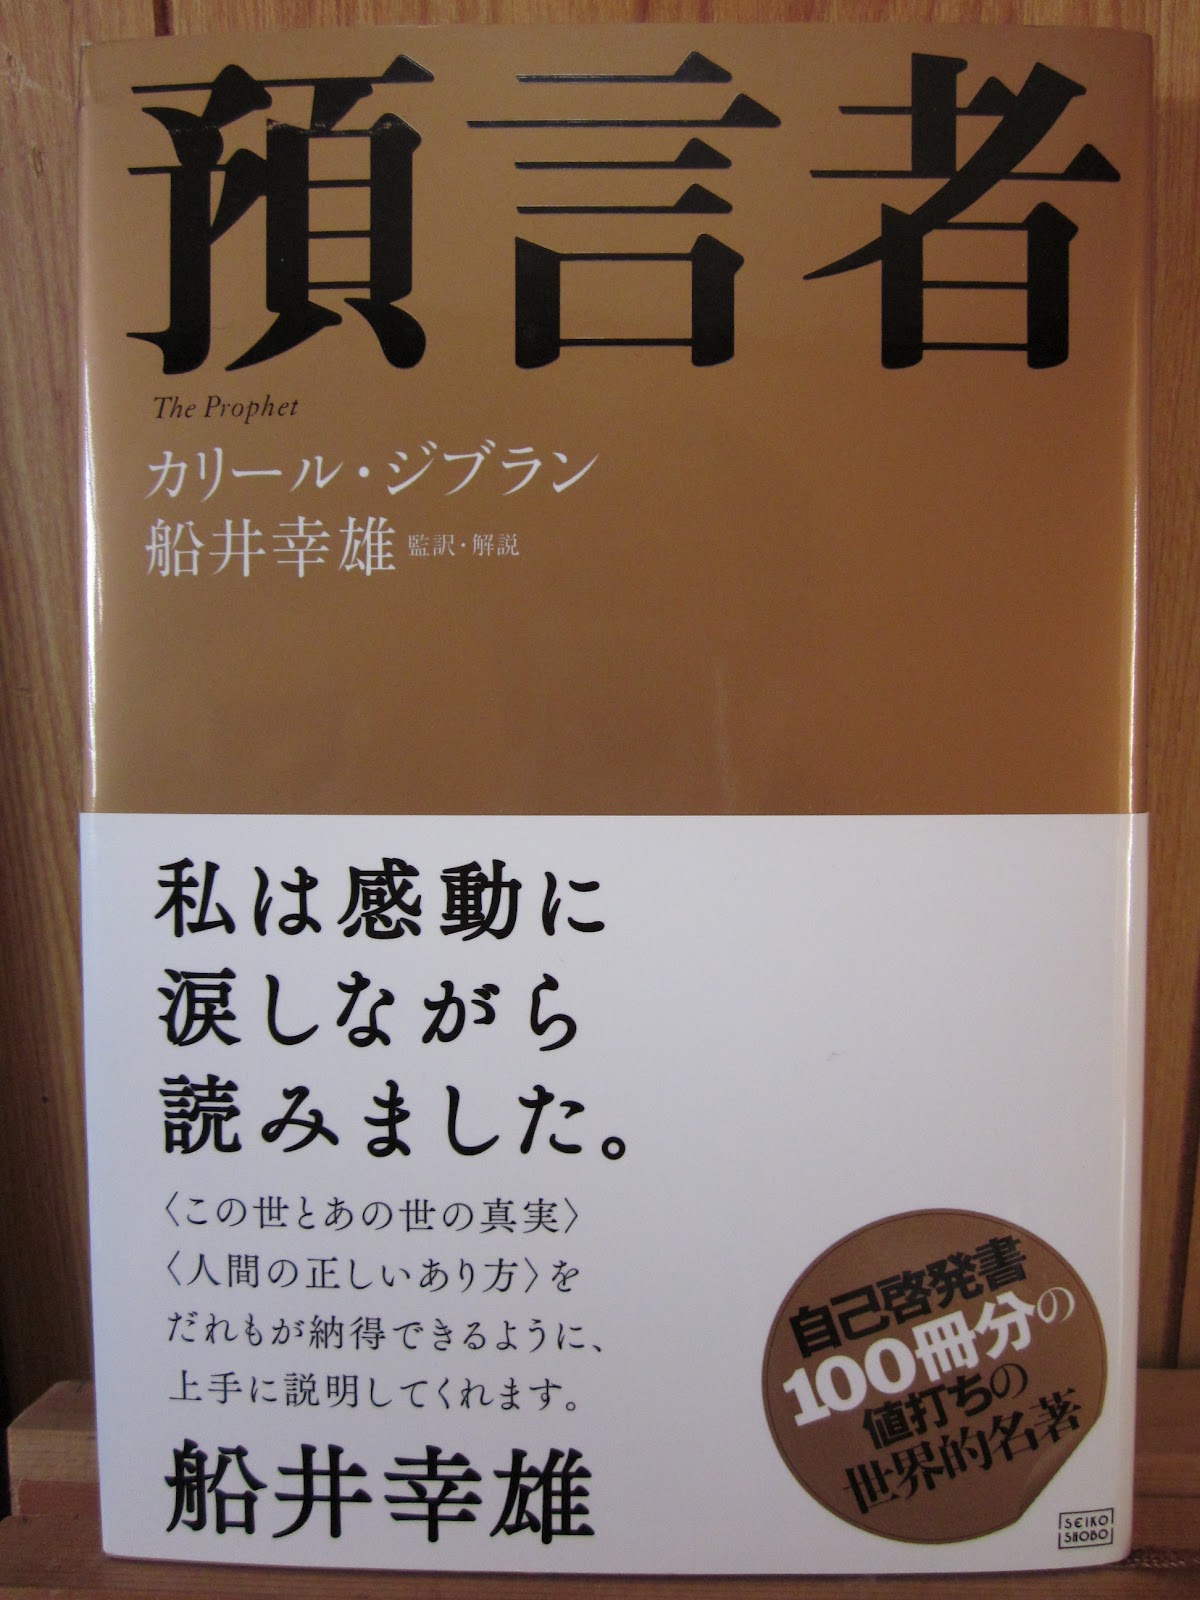 預言者
The Prophet
カリール・ジブラン
船井幸雄 監訳・解説
私は感動に
涙しながら
読みました。
〈この世とあの世の真実〉
〈人間の正しいあり方〉を
だれもが納得できるように、
上手に説明してくれます。
船井幸雄
自己啓発書
100冊分の
値打ちの
世界的名著
SEIKO
SHOBO